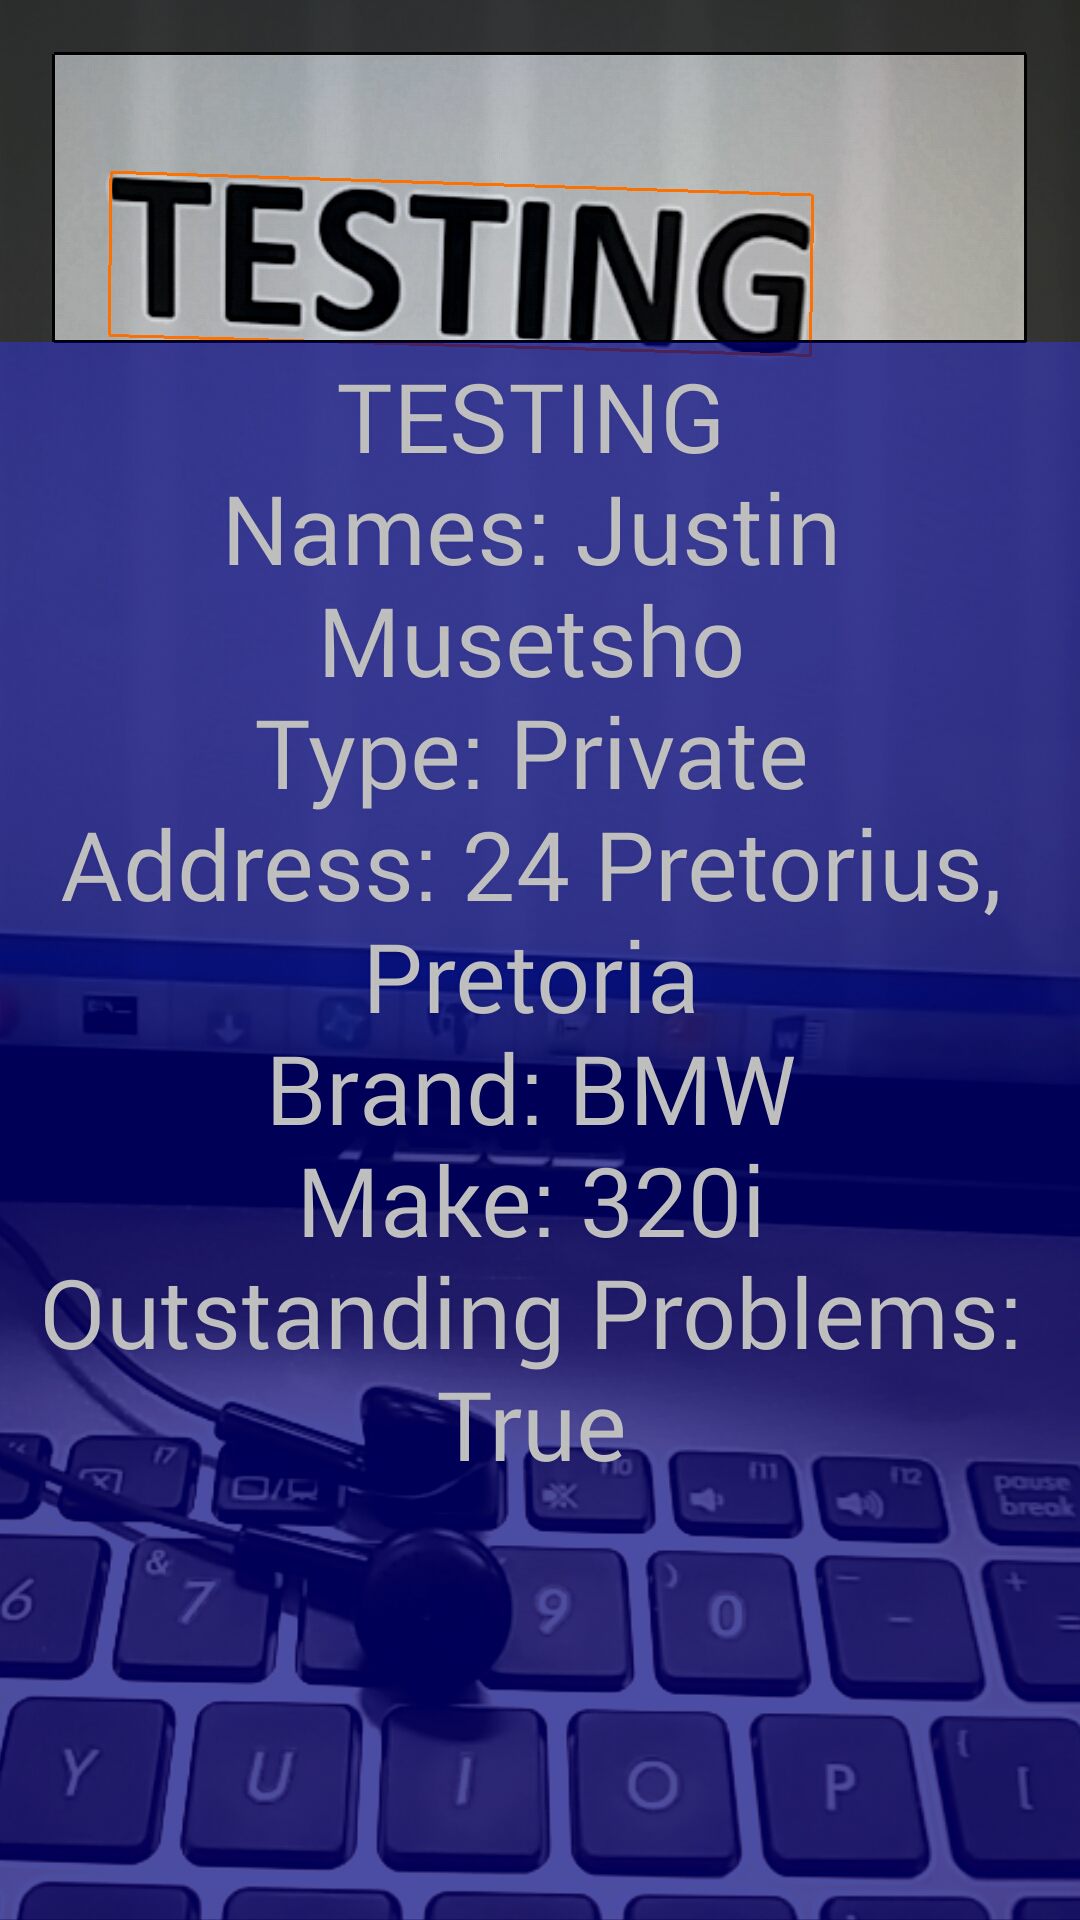 TESTING
TESTING
Names: Justin
Musetsho
Type: Private
Address: 24 Pretorius,
Pretoria
Brand: BMW
Make: 320i
Outstanding Problems:
True
f7 f10 f11 f12 pause
break
6 & 7 9 ) 0 - + =
Y U I O P { [